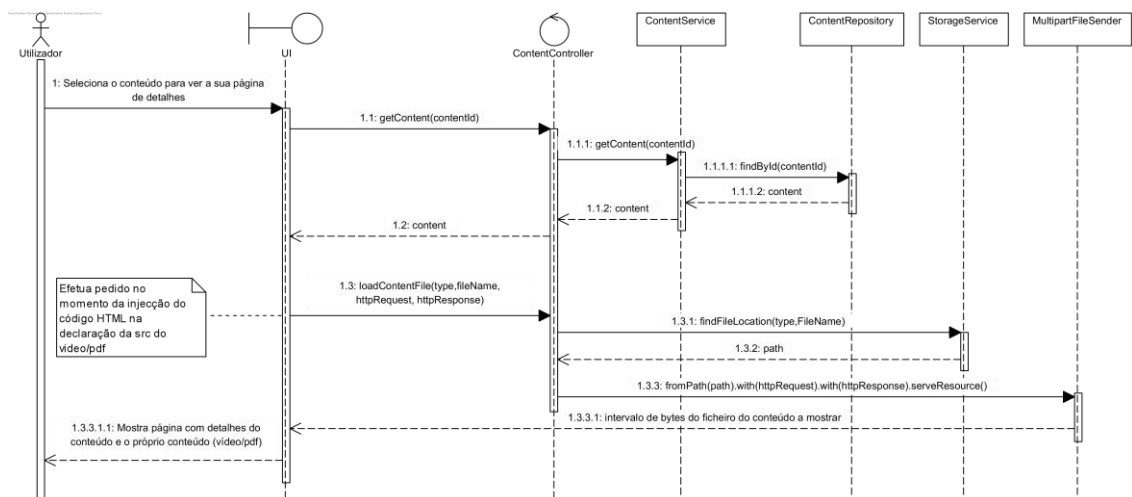 Utilizador
UI
ContentController
ContentService
ContentRepository
StorageService
MultipartFileSender
1: Seleciona o conteúdo para ver a sua página
de detalhes
1.1: getContent(contentId)
1.1.1: getContent(contentId)
1.1.1.1: findById(contentId)
1.1.1.2: content
1.1.2: content
1.2: content
Efetua pedido no
momento da injecção do
código HTML na
declaração da src do
video/pdf
1.3: loadContentFile(type,fileName,
httpRequest, httpResponse)
1.3.1: findFileLocation(type,FileName)
1.3.2: path
1.3.3: fromPath(path).with(httpRequest).with(httpResponse).serveResource()
1.3.3.1: intervalo de bytes do ficheiro do conteúdo a mostrar
1.3.3.1.1: Mostra página com detalhes do
conteúdo e o próprio conteúdo (vídeo/pdf)